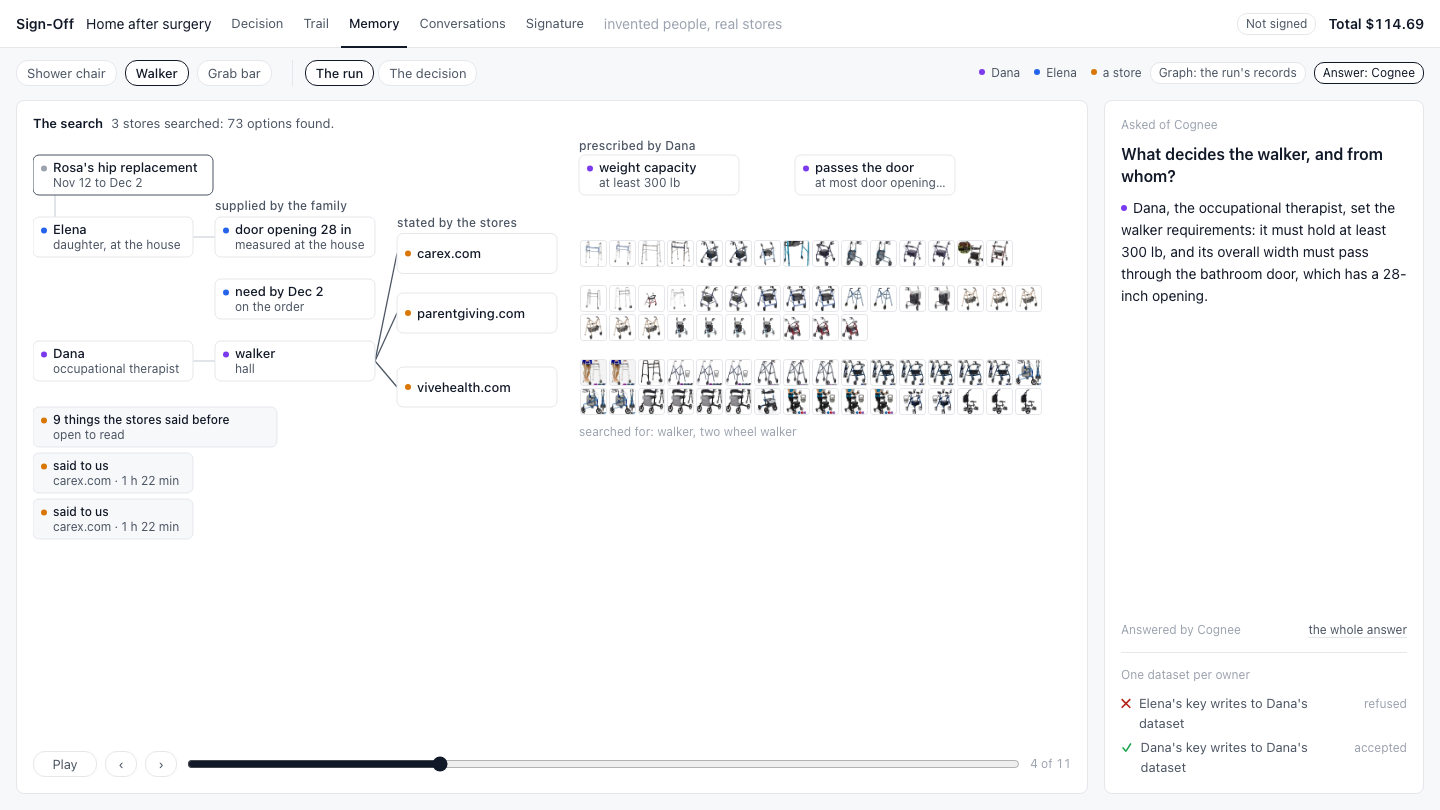 Sign-Off Home after surgery Decision Trail Memory Conversations Signature invented people, real stores Not signed Total $114.69
Shower chair Walker Grab bar The run The decision Dana Elena a store Graph: the run's records Answer: Cognee
The search 3 stores searched: 73 options found.
prescribed by Dana
Rosa's hip replacement
Nov 12 to Dec 2
weight capacity
at least 300 lb
passes the door
at most door opening...
supplied by the family
Elena
daughter, at the house
door opening 28 in
measured at the house
stated by the stores
carex.com
need by Dec 2
on the order
parentgiving.com
Dana
occupational therapist
walker
hall
vivehealth.com
9 things the stores said before
open to read
searched for: walker, two wheel walker
said to us
carex.com · 1 h 22 min
said to us
carex.com · 1 h 22 min
Play ‹ › 4 of 11
Asked of Cognee
What decides the walker, and from
whom?
Dana, the occupational therapist, set the
walker requirements: it must hold at least
300 lb, and its overall width must pass
through the bathroom door, which has a 28-
inch opening.
Answered by Cognee the whole answer
One dataset per owner
Elena's key writes to Dana's
dataset
refused
Dana's key writes to Dana's
dataset
accepted